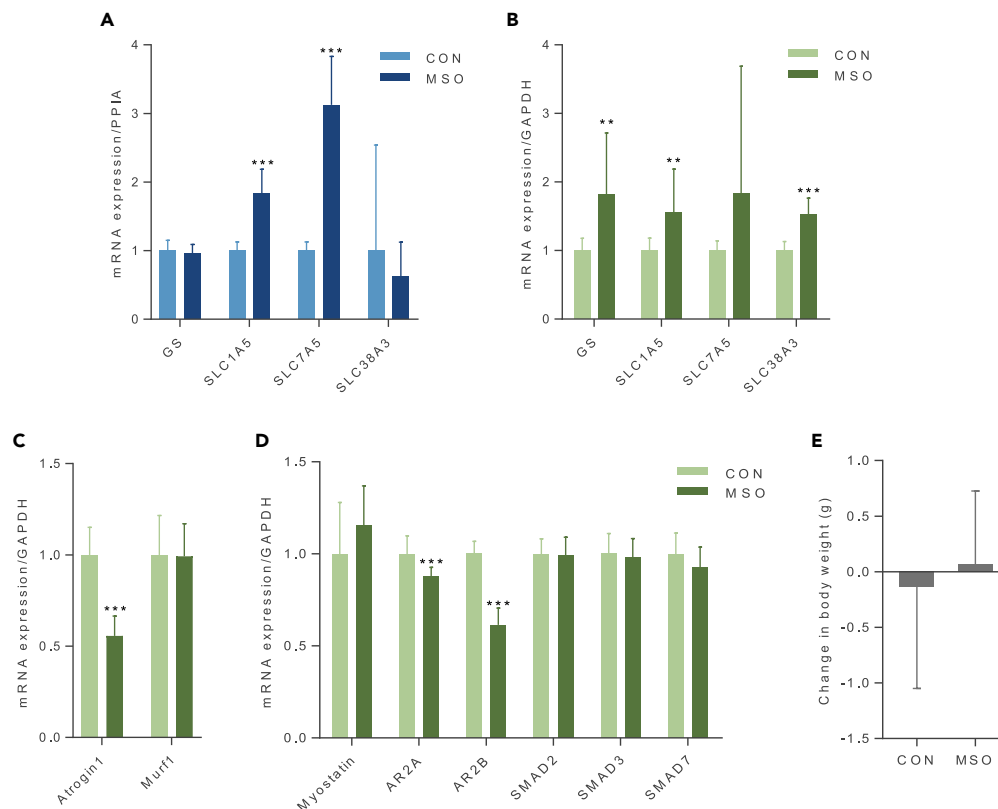 A
mRNA expression/PPIA
4
3
2
1
0
***
***
CON
MSO
GS
SLC1A5
SLC7A5
SLC38A3
B
mRNA expression/GAPDH
4
3
2
1
0
**
**
***
CON
MSO
GS
SLC1A5
SLC7A5
SLC38A3
C
mRNA expression/GAPDH
1.5
1.0
0.5
0.0
***
Atrogin1
Murf1
D
mRNA expression/GAPDH
1.5
1.0
0.5
0.0
***
***
CON
MSO
Myostatin
AR2A
AR2B
SMAD2
SMAD3
SMAD7
E
Change in body weight (g)
1.0
0.5
0.0
-0.5
-1.0
-1.5
CON MSO